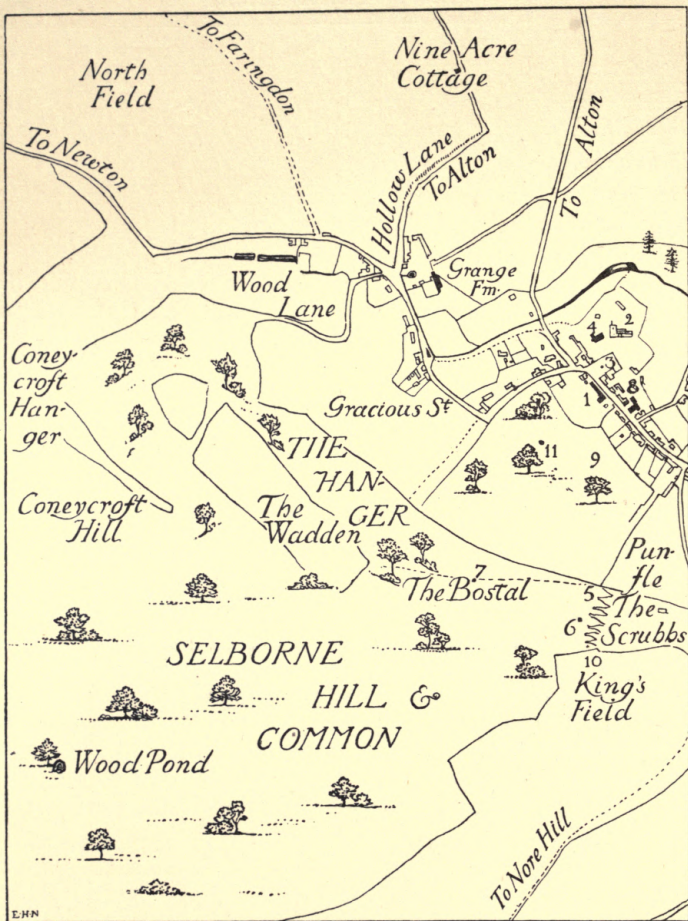 To Faringdon
Nine Acre
Cottage
North
Field
To Newton
Hollow Lane
To Alton
To Alton
Grange
Fm.
Wood
Lane
4
2
Coney-
croft
Han-
ger
Gracious St.
1
8
THE
HAN-
GER
11
9
Coneycroft
Hill
The
Wadden
Pun-
fle
The Bostal
7
5
The
Scrubbs
6
10
SELBORNE
HILL &
COMMON
King's
Field
Wood Pond
To Nore Hill
E.H.N